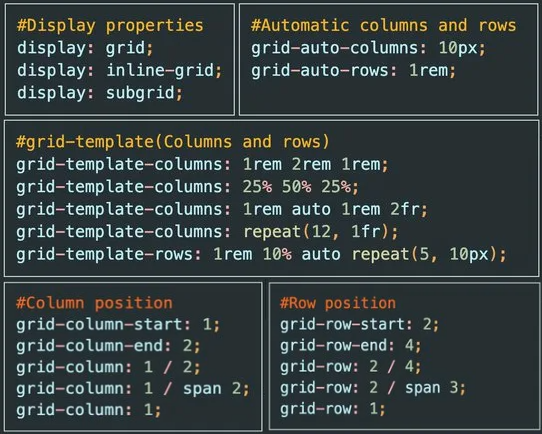 #Display properties
display: grid;
display: inline-grid;
display: subgrid;
#Automatic columns and rows
grid-auto-columns: 10px;
grid-auto-rows: 1rem;
#grid-template(Columns and rows)
grid-template-columns: 1rem 2rem 1rem;
grid-template-columns: 25% 50% 25%;
grid-template-columns: 1rem auto 1rem 2fr;
grid-template-columns: repeat(12, 1fr);
grid-template-rows: 1rem 10% auto repeat(5, 10px);
#Column position
grid-column-start: 1;
grid-column-end: 2;
grid-column: 1 / 2;
grid-column: 1 / span 2;
grid-column: 1;
#Row position
grid-row-start: 2;
grid-row-end: 4;
grid-row: 2 / 4;
grid-row: 2 / span 3;
grid-row: 1;